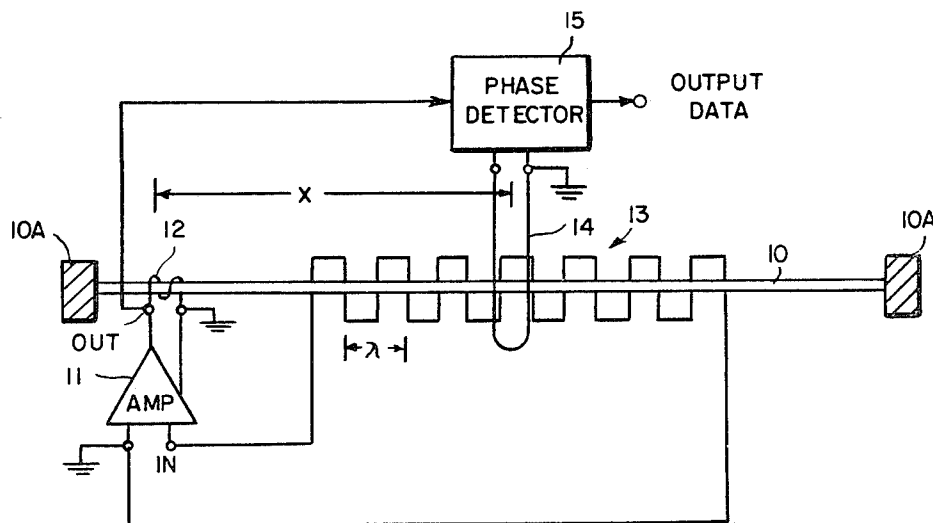 15
PHASE
DETECTOR
OUTPUT
DATA
X
14
13
10A
12
10
10A
OUT
λ
11
AMP
IN